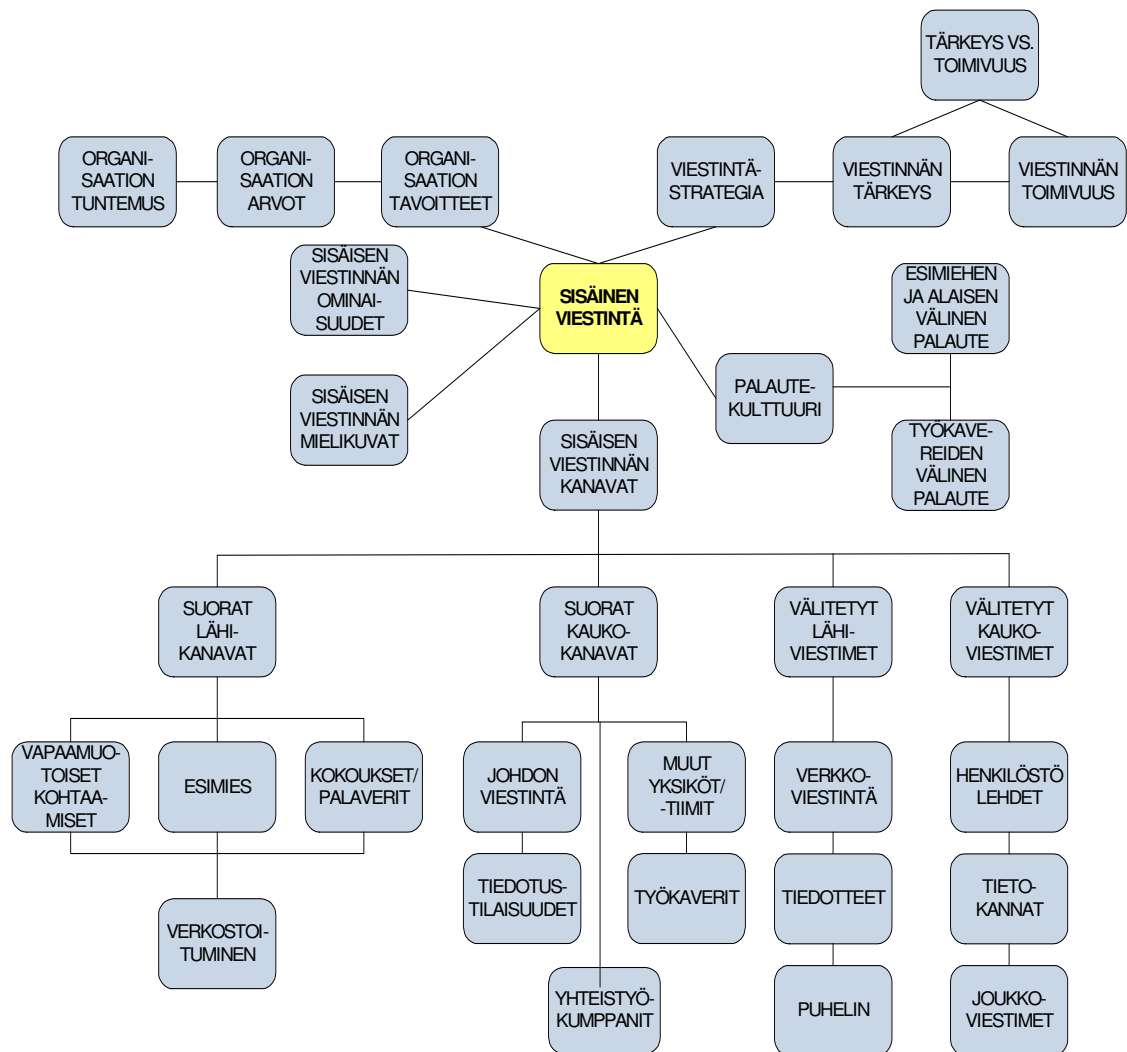 TÄRKEYS VS.
TOIMIVUUS
ORGANI-
SAATION
TUNTEMUS
ORGANI-
SAATION
ARVOT
ORGANI-
SAATION
TAVOITTEET
VIESTINTÄ-
STRATEGIA
VIESTINNÄN
TÄRKEYS
VIESTINNÄN
TOIMIVUUS
SISÄISEN
VIESTINNÄN
OMINAI-
SUUDET
SISÄINEN
VIESTINTÄ
ESIMIEHEN
JA ALAISEN
VÄLINEN
PALAUTE
SISÄISEN
VIESTINNÄN
MIELIKUVAT
PALAUTE-
KULTTUURI
SISÄISEN
VIESTINNÄN
KANAVAT
TYÖKAVE-
REIDEN
VÄLINEN
PALAUTE
SUORAT
LÄHI-
KANAVAT
SUORAT
KAUKO-
KANAVAT
VÄLITETYT
LÄHI-
VIESTIMET
VÄLITETYT
KAUKO-
VIESTIMET
VAPAAMUO-
TOISET
KOHTAA-
MISET
ESIMIES
KOKOUKSET/
PALAVERIT
JOHDON
VIESTINTÄ
MUUT
YKSIKÖT/
-TIIMIT
VERKKO-
VIESTINTÄ
HENKILÖSTÖ
LEHDET
VERKOSTOI-
TUMINEN
TIEDOTUS-
TILAISUUDET
TYÖKAVERIT
TIEDOTTEET
TIETO-
KANNAT
YHTEISTYÖ-
KUMPPANIT
PUHELIN
JOUKKO-
VIESTIMET